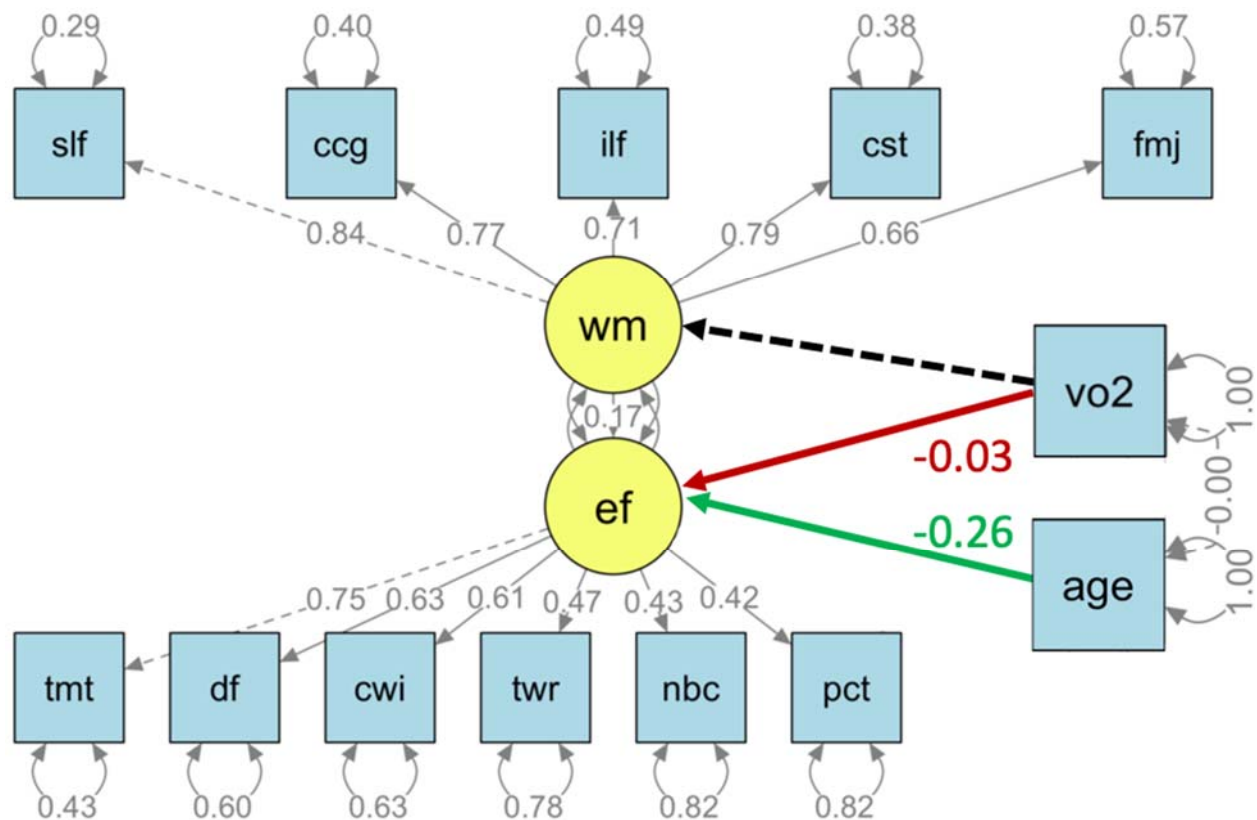 0.29 0.40 0.49 0.38 0.57
slf ccg ilf cst fmj
0.84 0.77 0.71 0.79 0.66
wm
vo2
1.00
0.17
-0.03
-0.00
ef
-0.26
age
1.00
0.75 0.63 0.61 0.47 0.43 0.42
tmt df cwi twr nbc pct
0.43 0.60 0.63 0.78 0.82 0.82